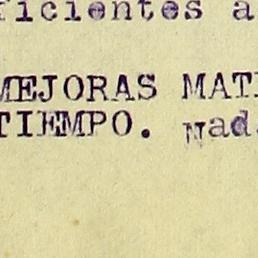 ficientes a
MEJORAS MAT
TIEMPO. Nad